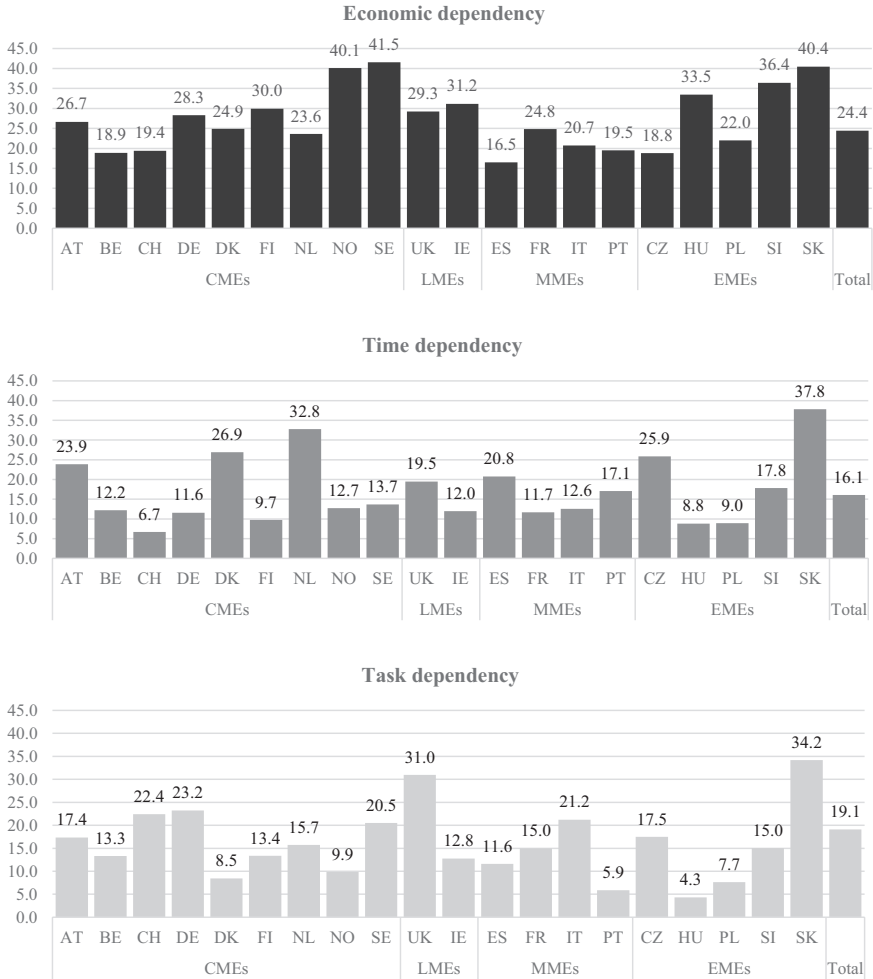 Economic dependency
45.0
40.0
35.0
30.0
25.0
20.0
15.0
10.0
5.0
0.0
26.7 18.9 19.4 28.3 24.9 30.0 23.6 40.1 41.5 29.3 31.2 16.5 24.8 20.7 19.5 18.8 33.5 22.0 36.4 40.4 24.4
AT BE CH DE DK FI NL NO SE UK IE ES FR IT PT CZ HU PL SI SK
CMEs LMEs MMEs EMEs Total
Time dependency
45.0
40.0
35.0
30.0
25.0
20.0
15.0
10.0
5.0
0.0
23.9 12.2 6.7 11.6 26.9 9.7 32.8 12.7 13.7 19.5 12.0 20.8 11.7 12.6 17.1 25.9 8.8 9.0 17.8 37.8 16.1
AT BE CH DE DK FI NL NO SE UK IE ES FR IT PT CZ HU PL SI SK
CMEs LMEs MMEs EMEs Total
Task dependency
45.0
40.0
35.0
30.0
25.0
20.0
15.0
10.0
5.0
0.0
17.4 13.3 22.4 23.2 8.5 13.4 15.7 9.9 20.5 31.0 12.8 11.6 15.0 21.2 5.9 17.5 4.3 7.7 15.0 34.2 19.1
AT BE CH DE DK FI NL NO SE UK IE ES FR IT PT CZ HU PL SI SK
CMEs LMEs MMEs EMEs Total